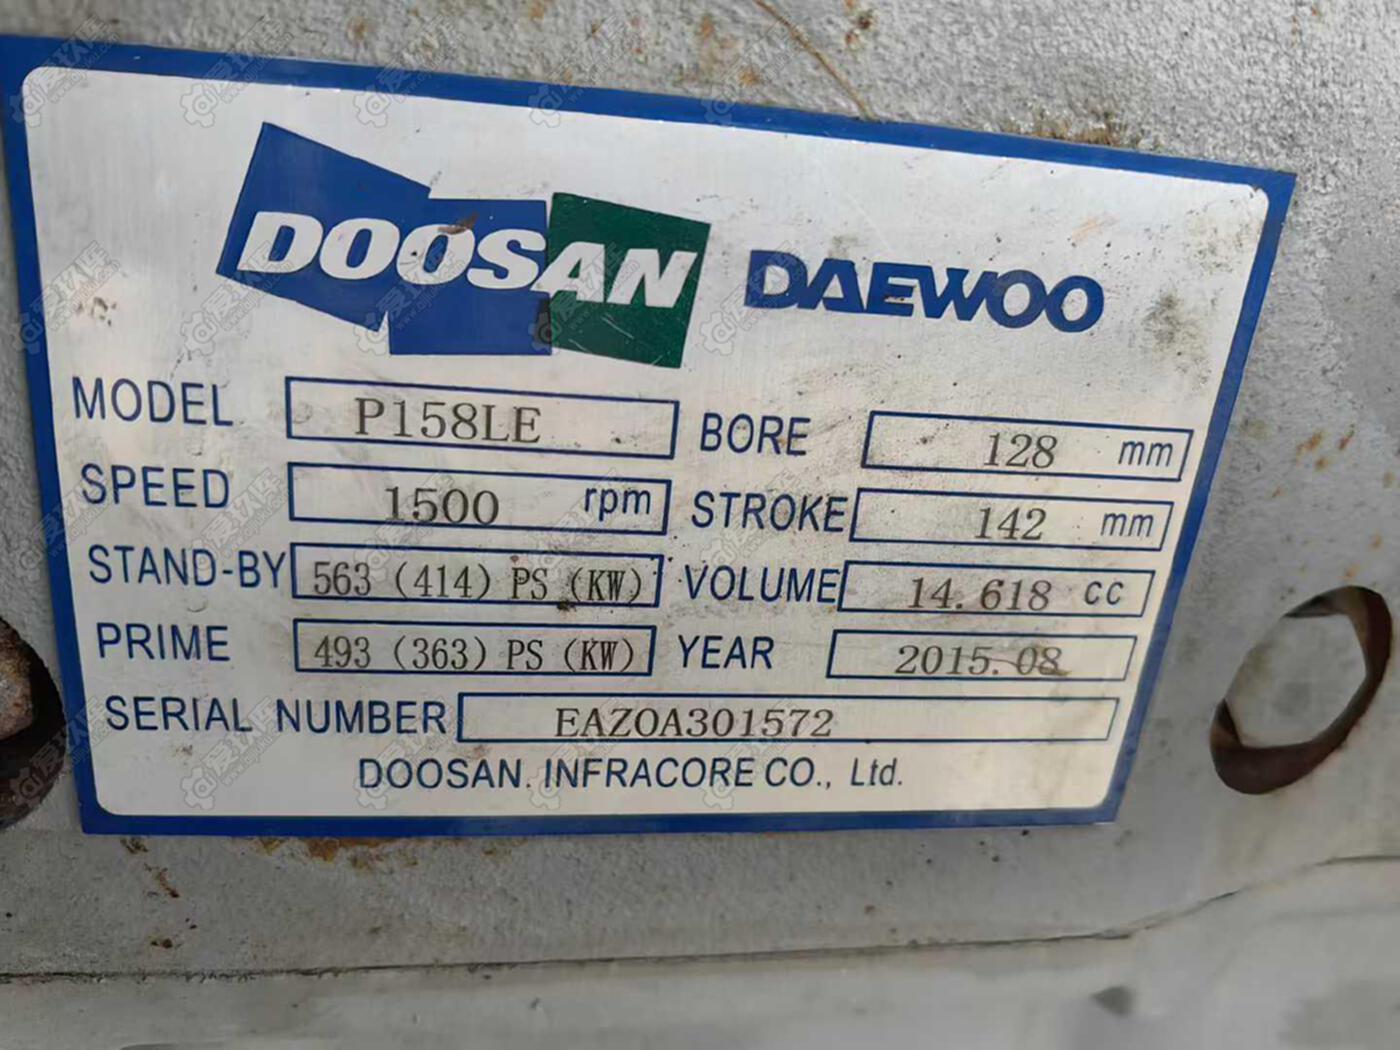 DOOSAN DAEWOO
MODEL P158LE BORE 128 mm
SPEED 1500 rpm STROKE 142 mm
STAND-BY 563 (414) PS (KW) VOLUME 14.618 CC
PRIME 493 (363) PS (KW) YEAR 2015.08
SERIAL NUMBER EAZOA301572
DOOSAN. INFRACORE CO., Ltd.